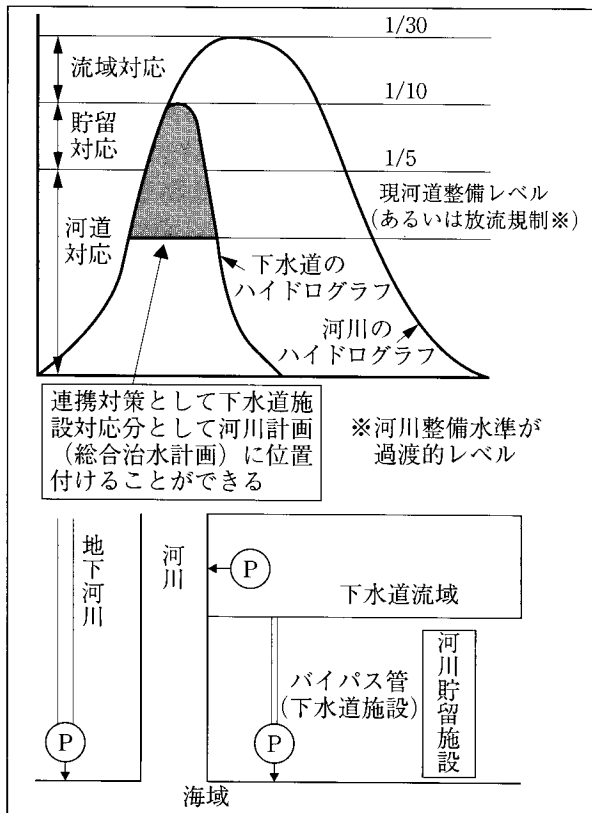 1/30
流域対応
1/10
貯留
対応
1/5
現河道整備レベル
(あるいは放流規制※)
河道
対応
下水道の
ハイドログラフ
河川の
ハイドログラフ
連携対策として下水道施
設対応分として河川計画
(総合治水計画)に位置
付けることができる
※河川整備水準が
過渡的レベル
地下河川
河川
P
下水道流域
バイパス管
(下水道施設)
河川貯留施設
P
P
海域